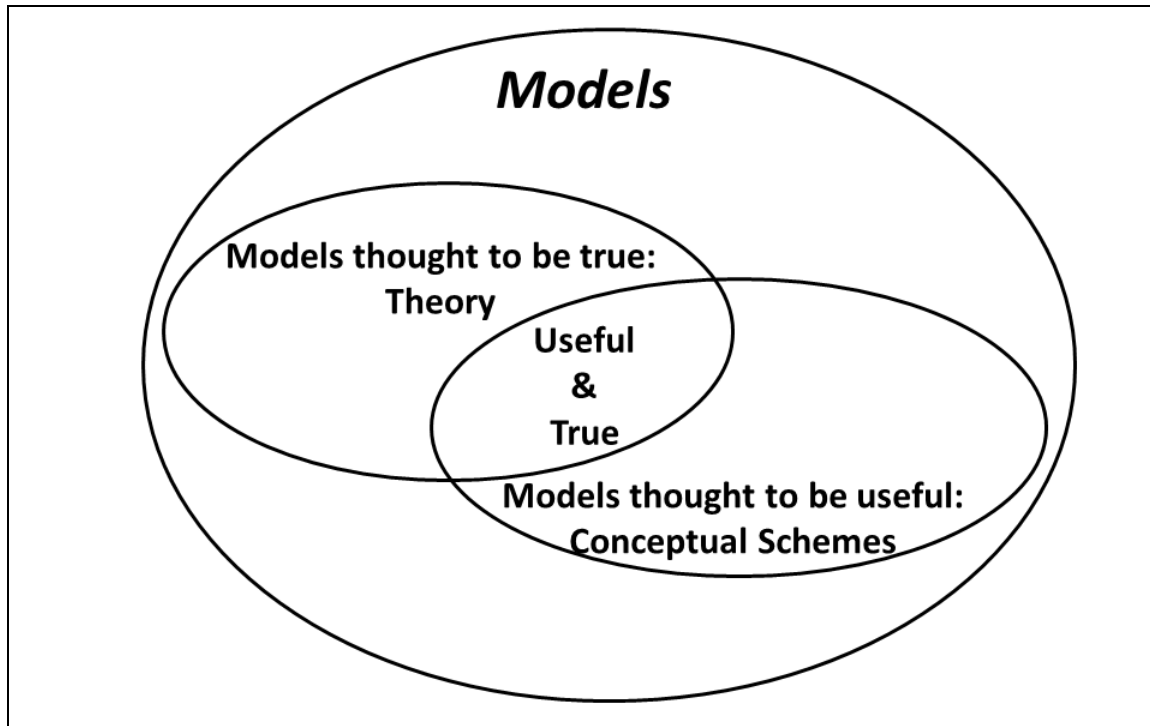 Models
Models thought to be true:
Theory
Useful
&
True
Models thought to be useful:
Conceptual Schemes